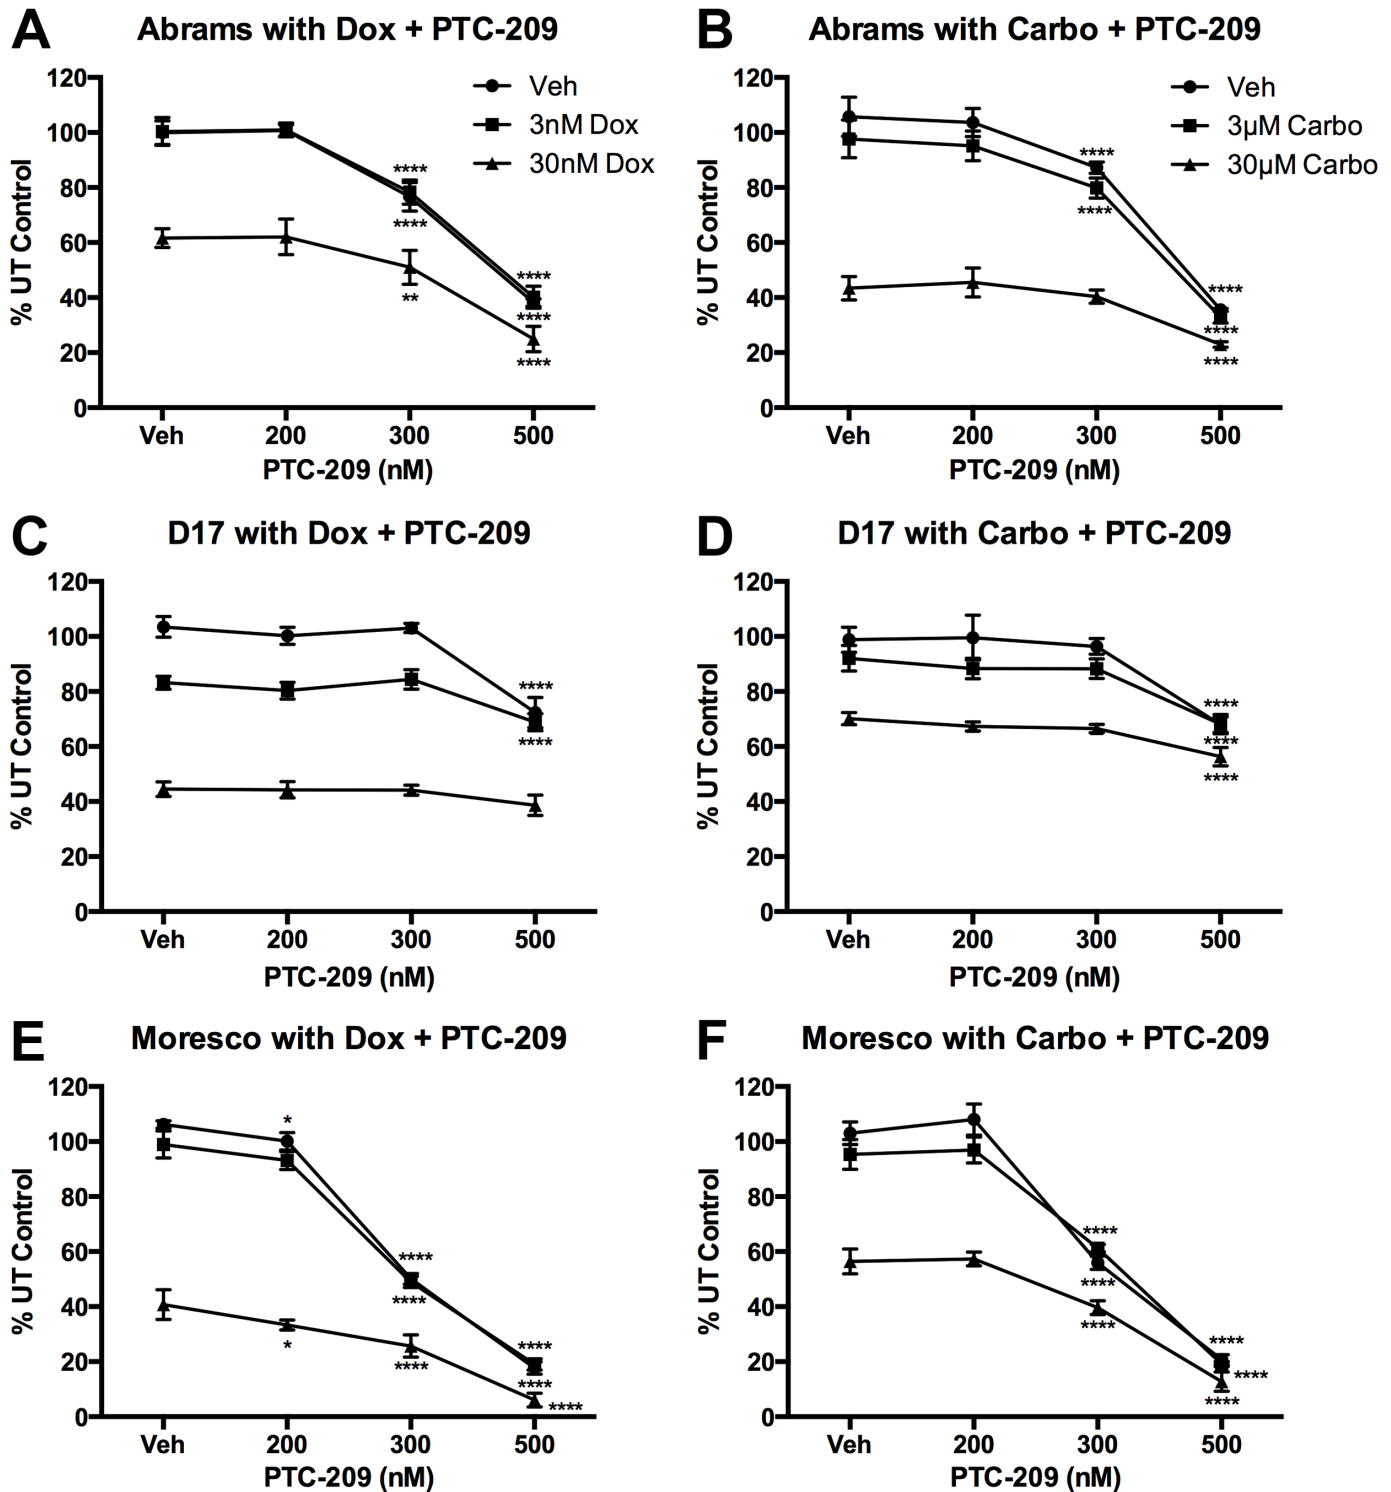 A Abrams with Dox + PTC-209
120
100
80
60
40
20
0
% UT Control
Veh
3nM Dox
30nM Dox
****
****
**
****
****
****
Veh 200 300 500
PTC-209 (nM)
B Abrams with Carbo + PTC-209
120
100
80
60
40
20
0
% UT Control
Veh
3µM Carbo
30µM Carbo
****
****
****
****
****
Veh 200 300 500
PTC-209 (nM)
C D17 with Dox + PTC-209
120
100
80
60
40
20
0
% UT Control
****
****
Veh 200 300 500
PTC-209 (nM)
D D17 with Carbo + PTC-209
120
100
80
60
40
20
0
% UT Control
****
****
****
Veh 200 300 500
PTC-209 (nM)
E Moresco with Dox + PTC-209
120
100
80
60
40
20
0
% UT Control
*
*
****
****
****
****
****
****
Veh 200 300 500
PTC-209 (nM)
F Moresco with Carbo + PTC-209
120
100
80
60
40
20
0
% UT Control
****
****
****
****
****
****
Veh 200 300 500
PTC-209 (nM)